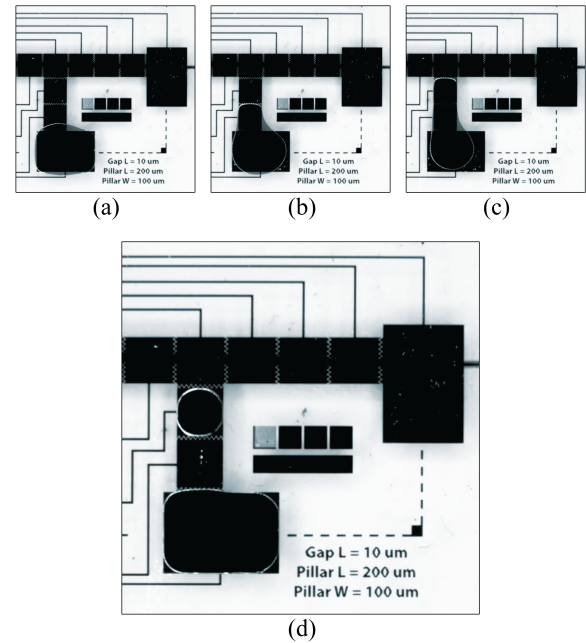 Gap L = 10 um
Pillar L = 200 um
Pillar W = 100 um
(a)
Gap L = 10 um
Pillar L = 200 um
Pillar W = 100 um
(b)
Gap L = 10 um
Pillar L = 200 um
Pillar W = 100 um
(c)
Gap L = 10 um
Pillar L = 200 um
Pillar W = 100 um
(d)